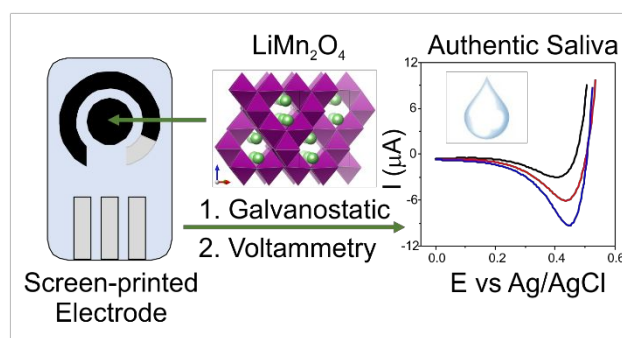 LiMn₂O₄
Authentic Saliva
1. Galvanostatic
2. Voltammetry
Screen-printed
Electrode
I (μA)
12
6
0
-6
-12
0.0 0.2 0.4 0.6
E vs Ag/AgCl